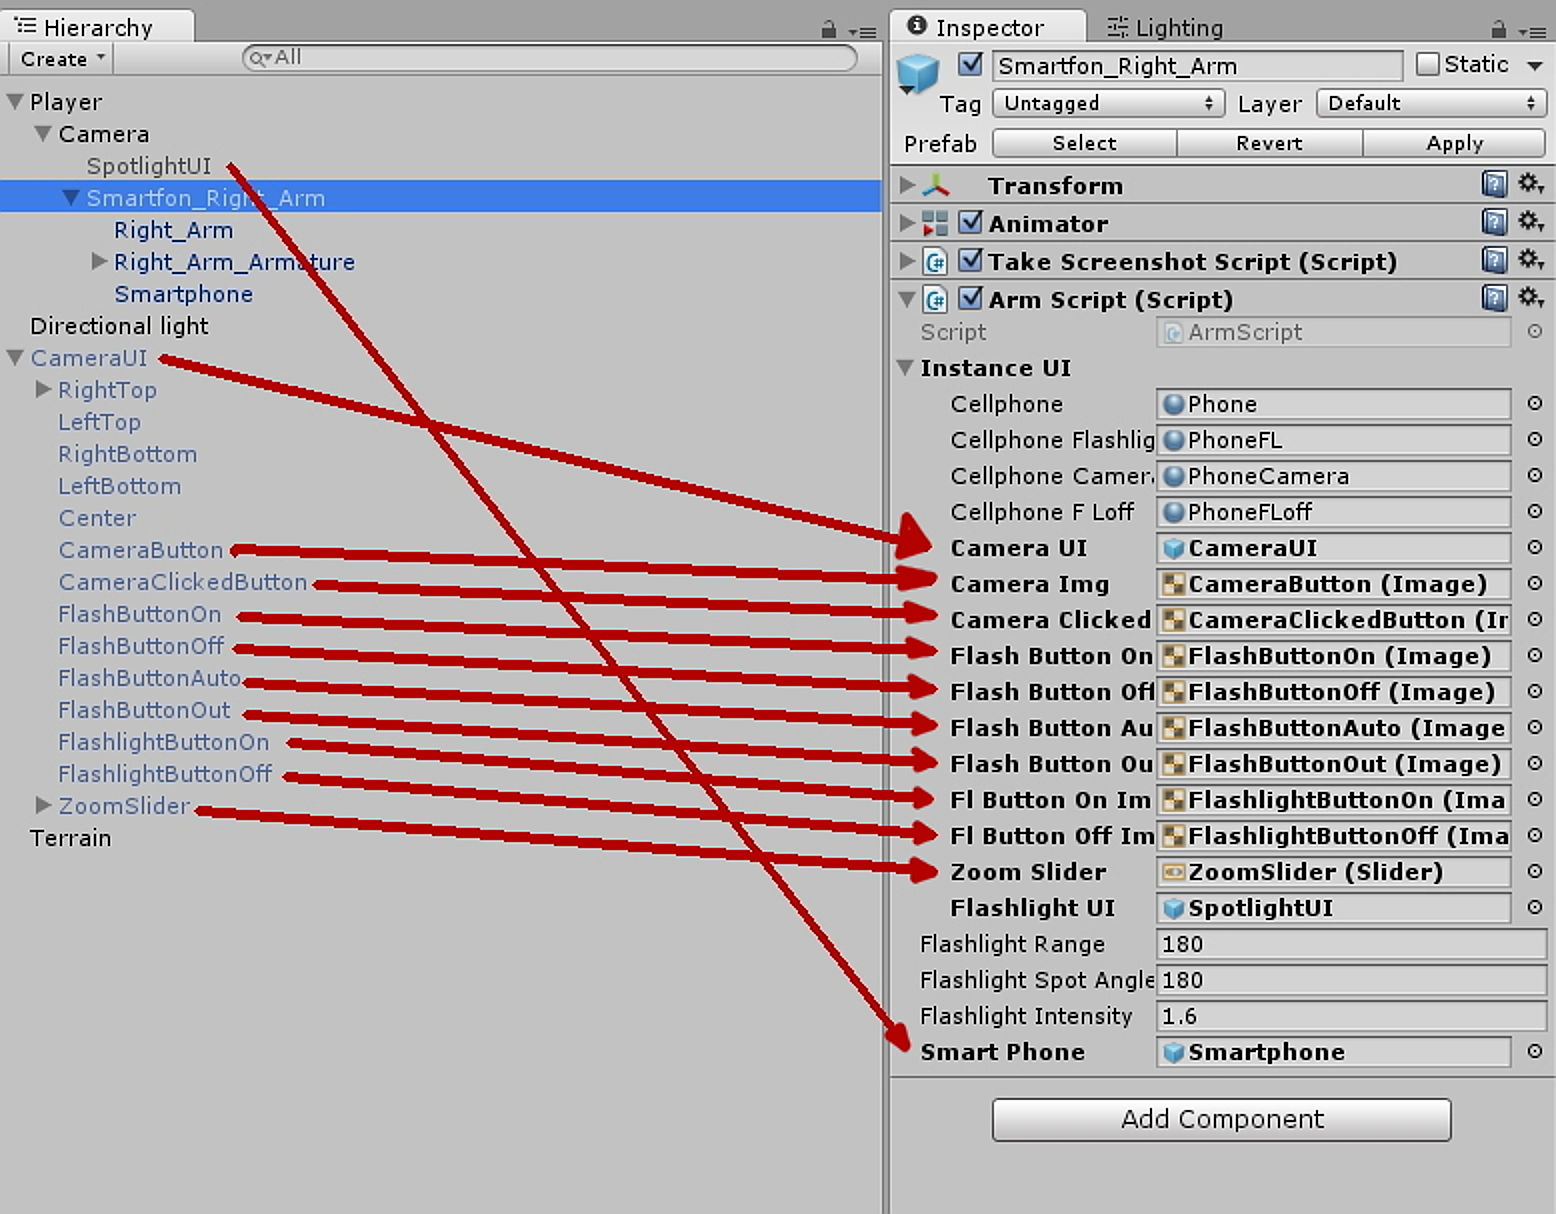 Hierarchy
Create
All
Player
Camera
SpotlightUI
Smartfon_Right_Arm
Right_Arm
Right_Arm_Armature
Smartphone
Directional light
CameraUI
RightTop
LeftTop
RightBottom
LeftBottom
Center
CameraButton
CameraClickedButton
FlashButtonOn
FlashButtonOff
FlashButtonAuto
FlashButtonOut
FlashlightButtonOn
FlashlightButtonOff
ZoomSlider
Terrain
Inspector Lighting
Smartfon_Right_Arm Static
Tag Untagged Layer Default
Prefab Select Revert Apply
Transform
Animator
Take Screenshot Script (Script)
Arm Script (Script)
Script ArmScript
Instance UI
Cellphone Phone
Cellphone Flashlig PhoneFL
Cellphone Camer PhoneCamera
Cellphone F Loff PhoneFLoff
Camera UI CameraUI
Camera Img CameraButton (Image)
Camera Clicked CameraClickedButton (Ir
Flash Button On FlashButtonOn (Image)
Flash Button Off FlashButtonOff (Image)
Flash Button Au FlashButtonAuto (Image
Flash Button Ou FlashButtonOut (Image)
Fl Button On Im FlashlightButtonOn (Ima
Fl Button Off Im FlashlightButtonOff (Ima
Zoom Slider ZoomSlider (Slider)
Flashlight UI SpotlightUI
Flashlight Range 180
Flashlight Spot Angle 180
Flashlight Intensity 1.6
Smart Phone Smartphone
Add Component